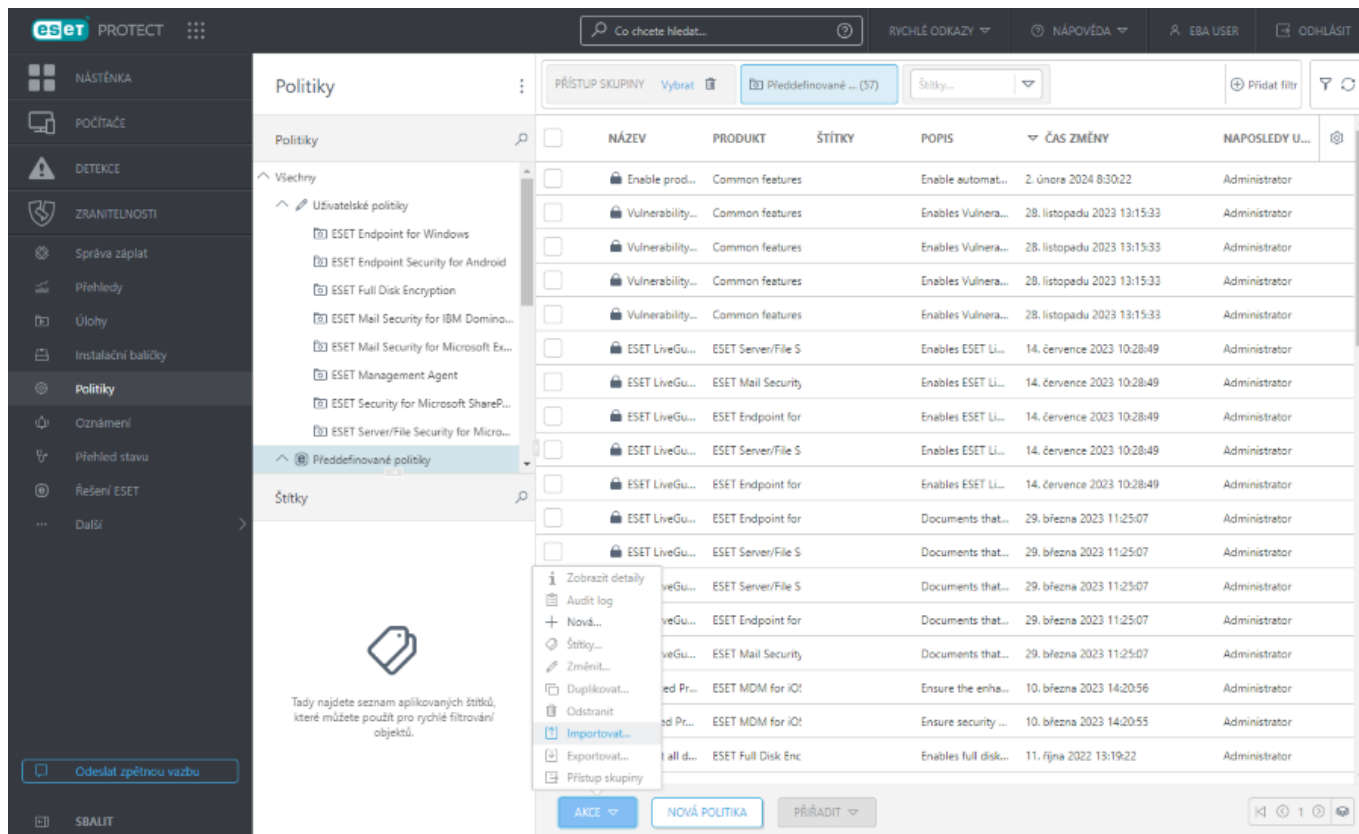 eset PROTECT
Co chcete hledat...
RYCHLÉ ODKAZY
NÁPOVĚDA
EBA USER
ODHLÁSIT
NÁSTĚNKA
POČÍTAČE
DETEKCE
ZRANITELNOSTI
Správa záplat
Přehledy
Úlohy
Instalační balíčky
Politiky
Oznámení
Přehled stavu
Řešení ESET
Další
Odeslat zpětnou vazbu
SBALIT
Politiky
Politiky
Všechny
Uživatelské politiky
ESET Endpoint for Windows
ESET Endpoint Security for Android
ESET Full Disk Encryption
ESET Mail Security for IBM Domino...
ESET Mail Security for Microsoft Ex...
ESET Management Agent
ESET Security for Microsoft ShareP...
ESET Server/File Security for Micro...
Předdefinované politiky
Štítky
Tady najdete seznam aplikovaných štítků,
které můžete použít pro rychlé filtrování
objektů.
PŘÍSTUP SKUPINY Vybrat
Předdefinované ... (57)
Štítky...
Přidat filtr
NÁZEV PRODUKT ŠTÍTKY POPIS ČAS ZMĚNY NAPOSLEDY U...
Enable prod... Common features Enable automat... 2. února 2024 8:30:22 Administrator
Vulnerability... Common features Enables Vulnera... 28. listopadu 2023 13:15:33 Administrator
Vulnerability... Common features Enables Vulnera... 28. listopadu 2023 13:15:33 Administrator
Vulnerability... Common features Enables Vulnera... 28. listopadu 2023 13:15:33 Administrator
Vulnerability... Common features Enables Vulnera... 28. listopadu 2023 13:15:33 Administrator
ESET LiveGu... ESET Server/File S Enables ESET Li... 14. července 2023 10:28:49 Administrator
ESET LiveGu... ESET Mail Security Enables ESET Li... 14. července 2023 10:28:49 Administrator
ESET LiveGu... ESET Endpoint for Enables ESET Li... 14. července 2023 10:28:49 Administrator
ESET LiveGu... ESET Server/File S Enables ESET Li... 14. července 2023 10:28:49 Administrator
ESET LiveGu... ESET Endpoint for Enables ESET Li... 14. července 2023 10:28:49 Administrator
ESET LiveGu... ESET Endpoint for Documents that... 29. března 2023 11:25:07 Administrator
ESET LiveGu... ESET Server/File S Documents that... 29. března 2023 11:25:07 Administrator
veGu... ESET Server/File S Documents that... 29. března 2023 11:25:07 Administrator
veGu... ESET Endpoint for Documents that... 29. března 2023 11:25:07 Administrator
veGu... ESET Mail Security Documents that... 29. března 2023 11:25:07 Administrator
ed Pr... ESET MDM for iOS Ensure the enha... 10. března 2023 14:20:56 Administrator
ed Pr... ESET MDM for iOS Ensure security ... 10. března 2023 14:20:55 Administrator
t all d... ESET Full Disk Enc Enables full disk... 11. října 2022 13:19:22 Administrator
Zobrazit detaily
Audit log
Nová...
Štítky...
Změnit...
Duplikovat...
Odstranit
Importovat...
Exportovat...
Přístup skupiny
AKCE
NOVÁ POLITIKA
PŘIŘADIT
1